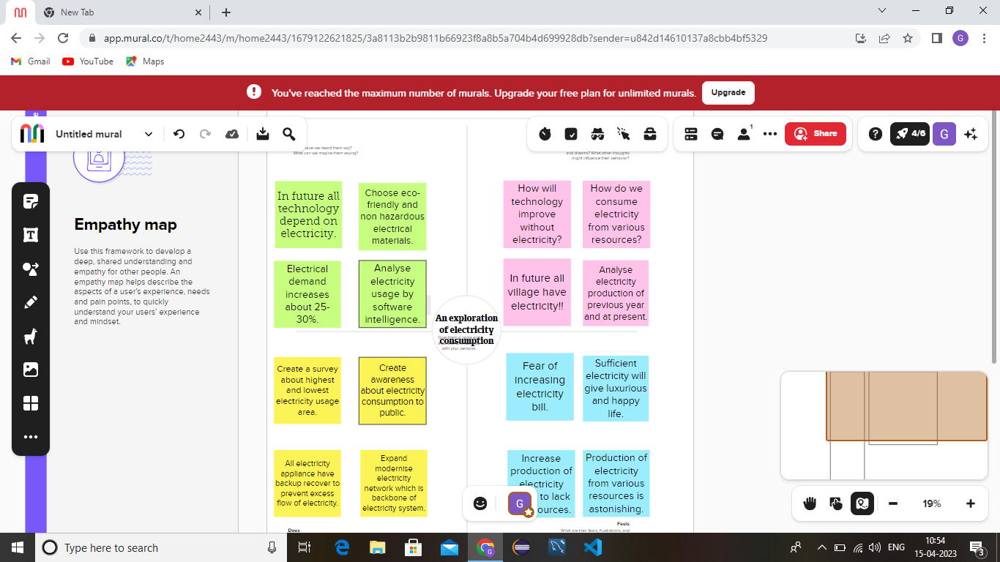 New Tab
app.mural.co/t/home2443/m/home2443/1679122621825/3a8113b2b9811b66923f8a8b5a704b4d699928db?sender=u842d14610137a8cbb4bf5329
G
Gmail
YouTube
Maps
You've reached the maximum number of murals. Upgrade your free plan for unlimited murals.
Upgrade
Untitled mural
1
Share
4/6
G
have we heard them say?
What can we imagine them saying?
and dreams? What other thoughts
might influence their behavior?
Empathy map
Use this framework to develop a
deep, shared understanding and
empathy for other people. An
empathy map helps describe the
aspects of a user's experience, needs
and pain points, to quickly
understand your users' experience
and mindset.
In future all
technology
depend on
electricity.
Choose eco-
friendly and
non hazardous
electrical
materials.
How will
technology
improve
without
electricity?
How do we
consume
electricity
from various
resources?
Electrical
demand
increases
about 25-
30%.
Analyse
electricity
usage by
software
intelligence.
In future all
village have
electricity!!
Analyse
electricity
production of
previous year
and at present.
An exploration
of electricity
consumption
with your persona.
Create a survey
about highest
and lowest
electricity usage
area.
Create
awareness
about electricity
consumption to
public.
Fear of
increasing
electricity
bill.
Sufficient
electricity will
give luxurious
and happy
life.
All electricity
appliance have
backup recover to
prevent excess
flow of electricity.
Expand
modernise
electricity
network which is
backbone of
electricity system.
Increase
production of
electricity
to lack
Production of
electricity
from various
resources is
astonishing.
G
Does
Feels
What are their fears, frustrations, and
19%
Type here to search
ENG
10:54
15-04-2023
3